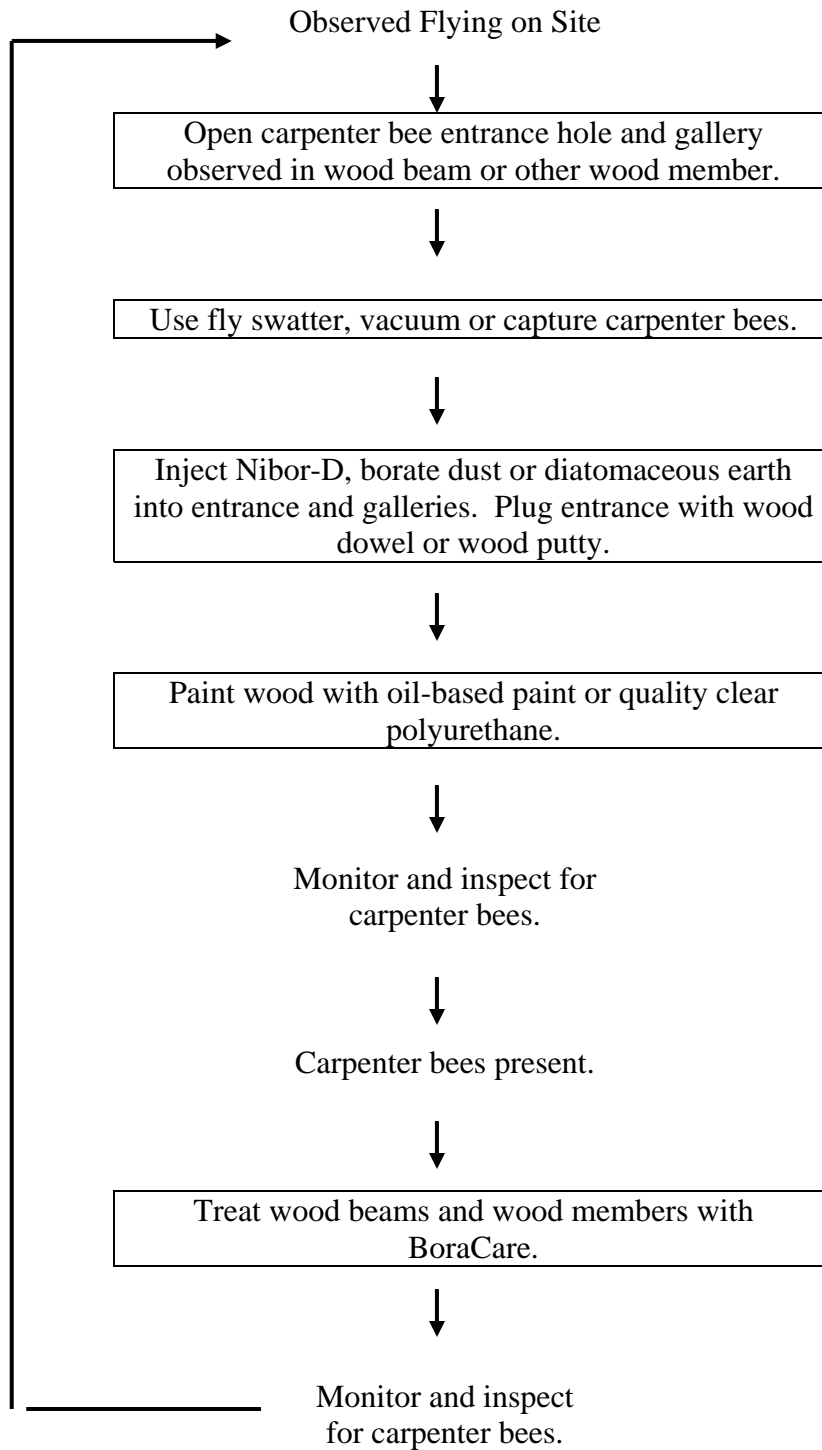 Observed Flying on Site
Open carpenter bee entrance hole and gallery
observed in wood beam or other wood member.
Use fly swatter, vacuum or capture carpenter bees.
Inject Nibor-D, borate dust or diatomaceous earth
into entrance and galleries.  Plug entrance with wood
dowel or wood putty.
Paint wood with oil-based paint or quality clear
polyurethane.
Monitor and inspect for
carpenter bees.
Carpenter bees present.
Treat wood beams and wood members with
BoraCare.
Monitor and inspect
for carpenter bees.